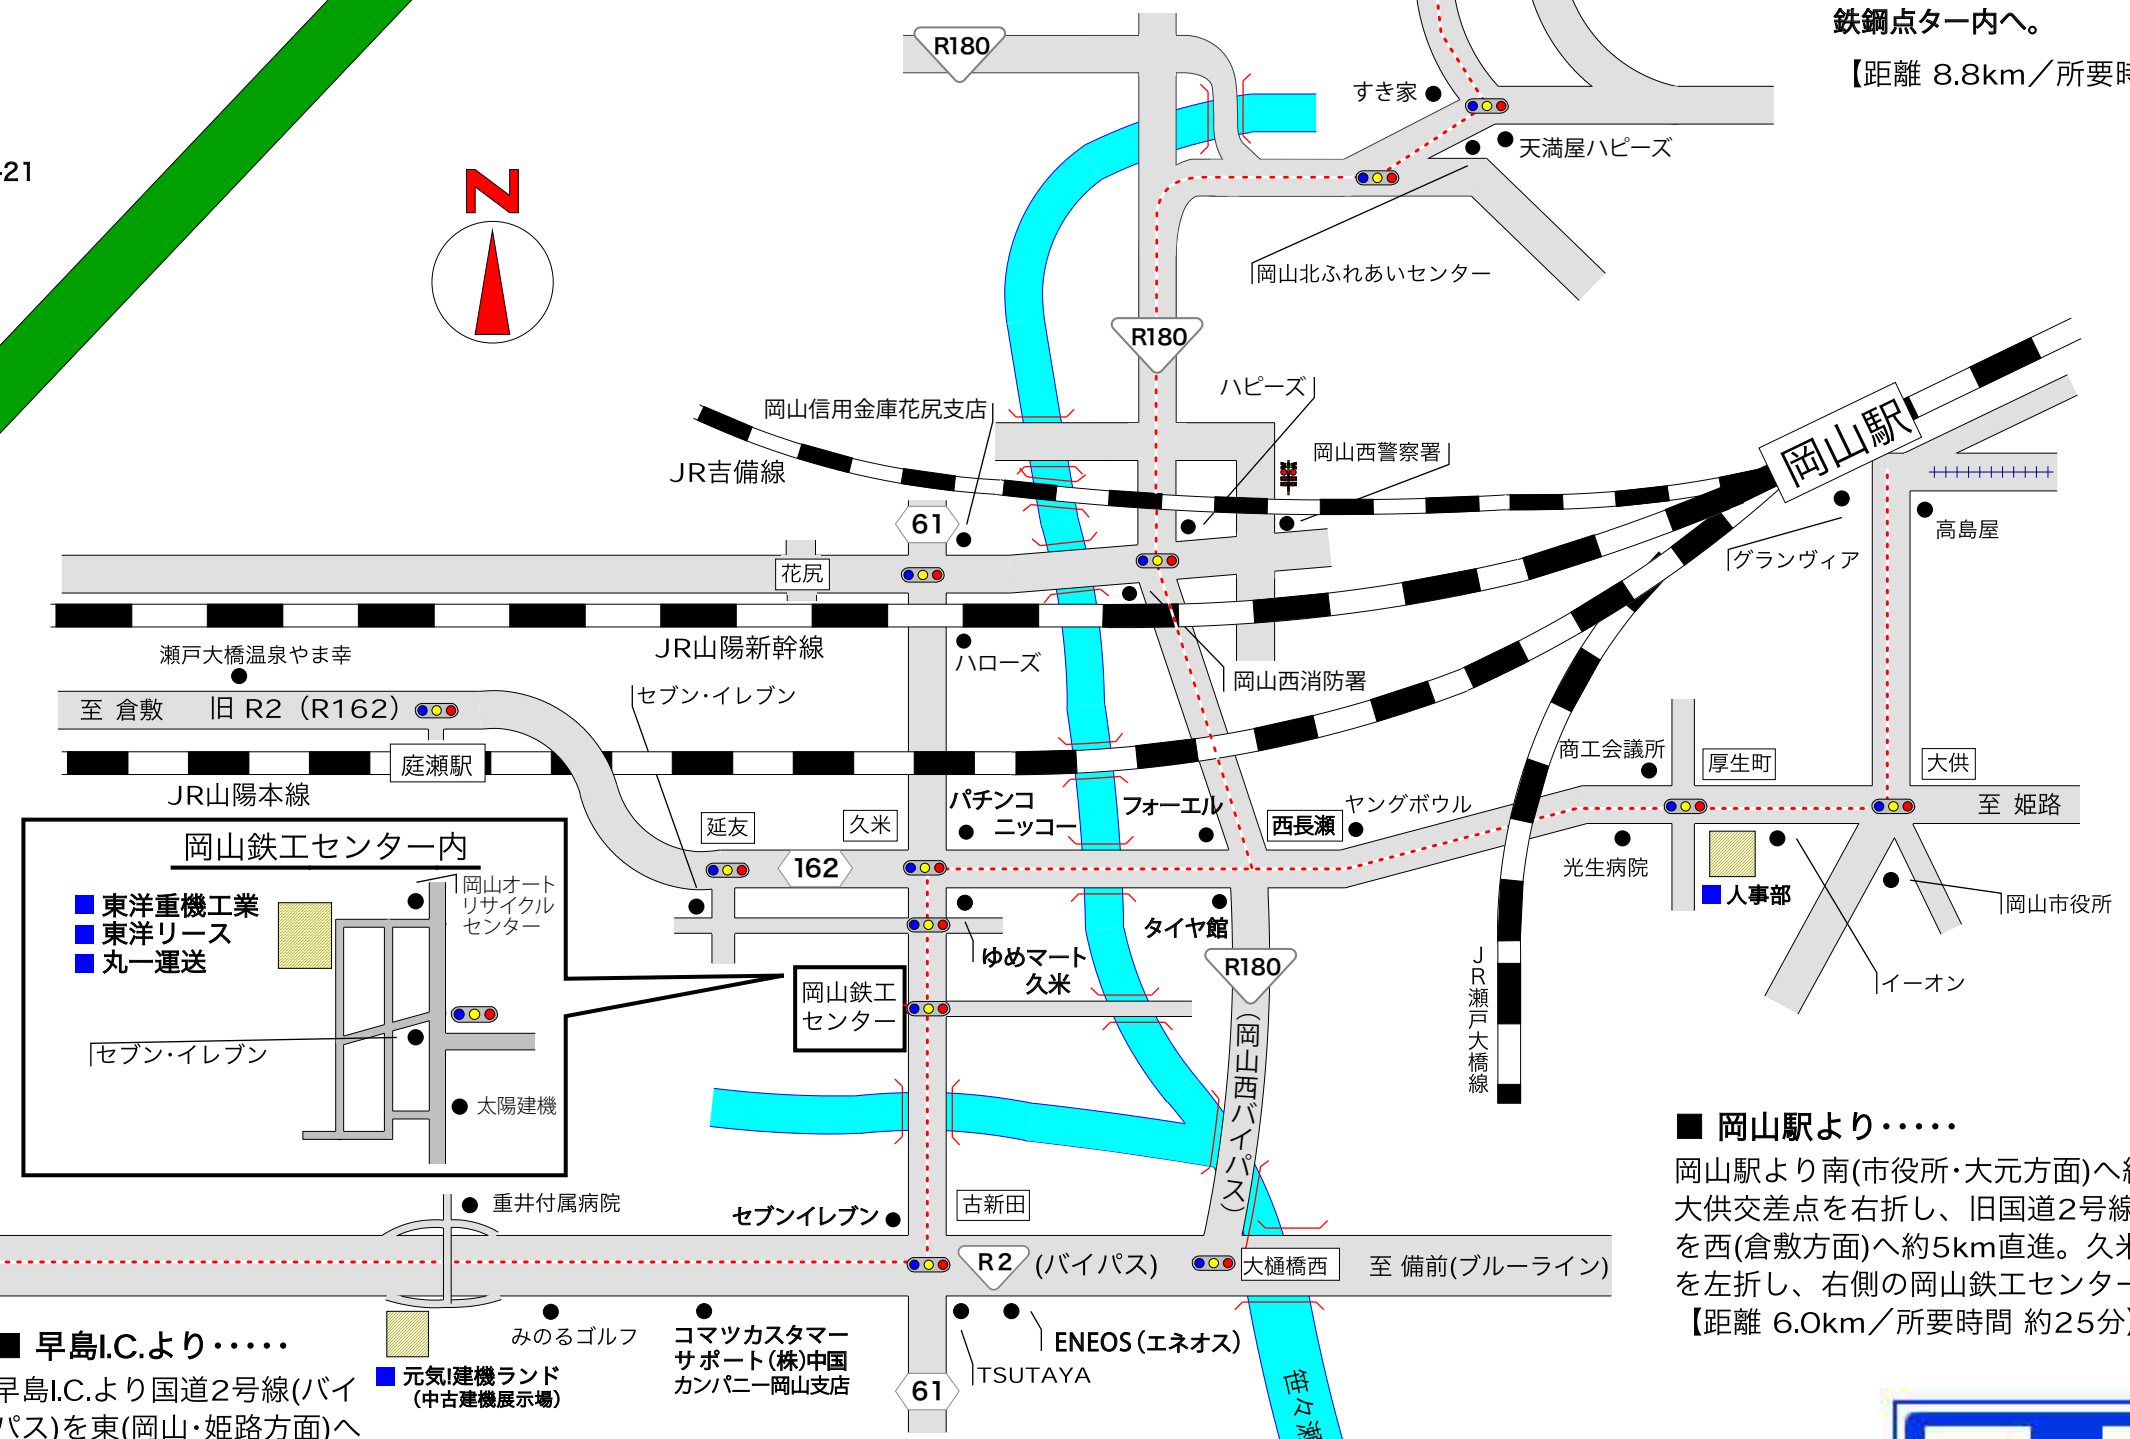 鉄鋼点ター内へ。
【距離 8.8km／所要時
-21
N
R180
すき家
天満屋ハピーズ
岡山北ふれあいセンター
R180
ハピーズ
岡山信用金庫花尻支店
岡山西警察署
岡山駅
JR吉備線
61
高島屋
グランヴィア
花尻
JR山陽新幹線
ハローズ
瀬戸大橋温泉やま幸
岡山西消防署
セブン・イレブン
至 倉敷
旧 R2（R162）
庭瀬駅
JR山陽本線
商工会議所
厚生町
大供
至 姫路
パチンコ
ニッコー
フォーエル
西長瀬
ヤングボウル
延友
久米
162
光生病院
人事部
岡山市役所
イーオン
岡山鉄工センター内
東洋重機工業
東洋リース
丸一運送
岡山オート
リサイクル
センター
セブン・イレブン
太陽建機
タイヤ館
ゆめマート
久米
R180
(岡山西バイパス)
JR瀬戸大橋線
岡山鉄工
センター
重井付属病院
セブンイレブン
古新田
R2
(バイパス)
大樋橋西
至 備前(ブルーライン)
みのるゴルフ
コマツカスタマー
サポート(株)中国
カンパニー岡山支店
ENEOS(エネオス)
TSUTAYA
61
笹々瀬
元気!建機ランド
(中古建機展示場)
■ 早島I.C.より・・・・・
早島I.C.より国道2号線(バイ
パス)を東(岡山・姫路方面)へ
■ 岡山駅より・・・・・
岡山駅より南(市役所・大元方面)へ約
大供交差点を右折し、旧国道2号線
を西(倉敷方面)へ約5km直進。久米
を左折し、右側の岡山鉄工センター
【距離 6.0km／所要時間 約25分】